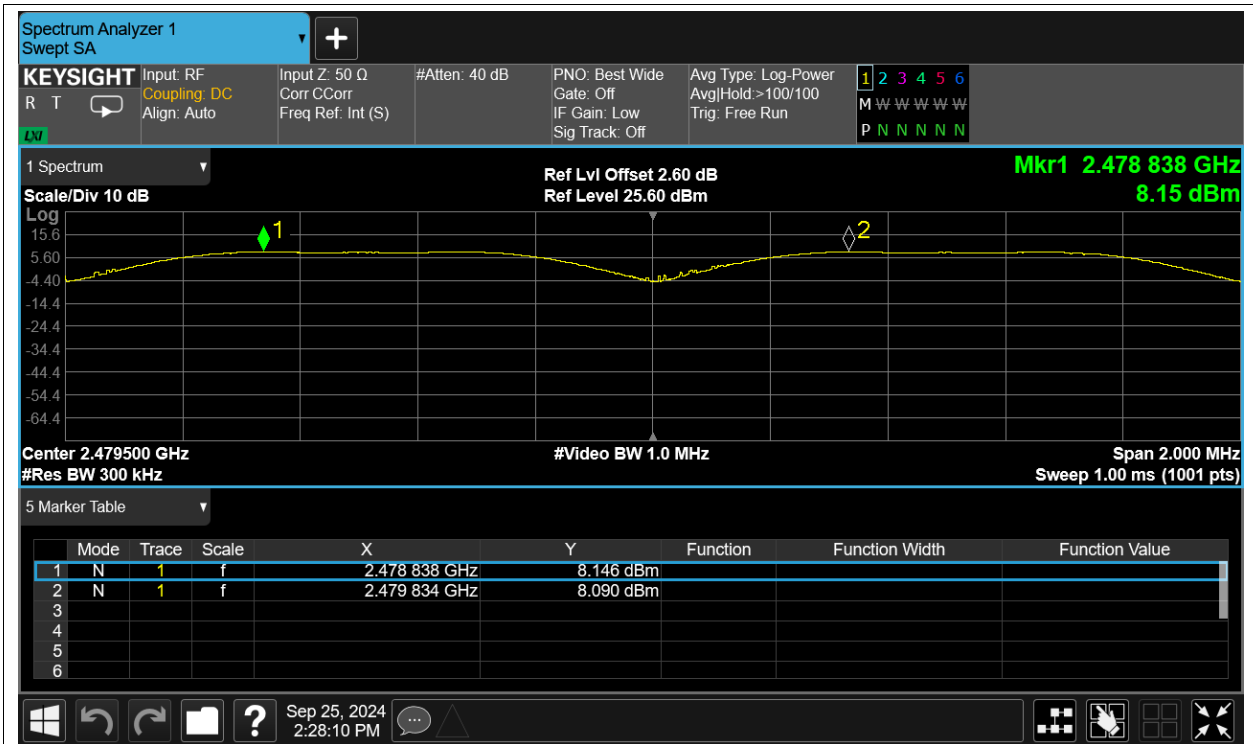 Spectrum Analyzer 1
Swept SA
KEYSIGHT
R T
LXI
Input: RF
Coupling: DC
Align: Auto
Input Z: 50 Ω
Corr CCorr
Freq Ref: Int (S)
#Atten: 40 dB
PNO: Best Wide
Gate: Off
IF Gain: Low
Sig Track: Off
Avg Type: Log-Power
Avg|Hold:>100/100
Trig: Free Run
1 2 3 4 5 6
M W W W W W
P N N N N N
1 Spectrum
Scale/Div 10 dB
Ref Lvl Offset 2.60 dB
Ref Level 25.60 dBm
Mkr1 2.478 838 GHz
8.15 dBm
Log
15.6
5.60
-4.40
-14.4
-24.4
-34.4
-44.4
-54.4
-64.4
1
2
Center 2.479500 GHz
#Video BW 1.0 MHz
Span 2.000 MHz
#Res BW 300 kHz
Sweep 1.00 ms (1001 pts)
5 Marker Table
Mode Trace Scale X Y Function Function Width Function Value
1 N 1 f 2.478 838 GHz 8.146 dBm
2 N 1 f 2.479 834 GHz 8.090 dBm
3
4
5
6
?
Sep 25, 2024
2:28:10 PM